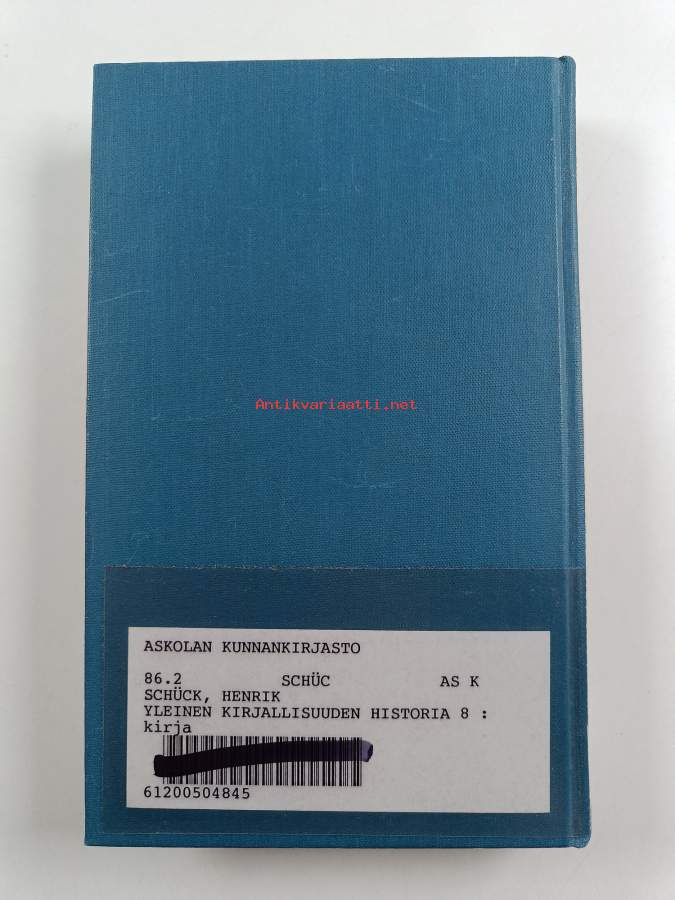 Antikvariaatti.net
ASKOLAN KUNNANKIRJASTO
86.2 SCHÜC AS K
SCHÜCK, HENRIK
YLEINEN KIRJALLISUUDEN HISTORIA 8 :
kirja
61200504845